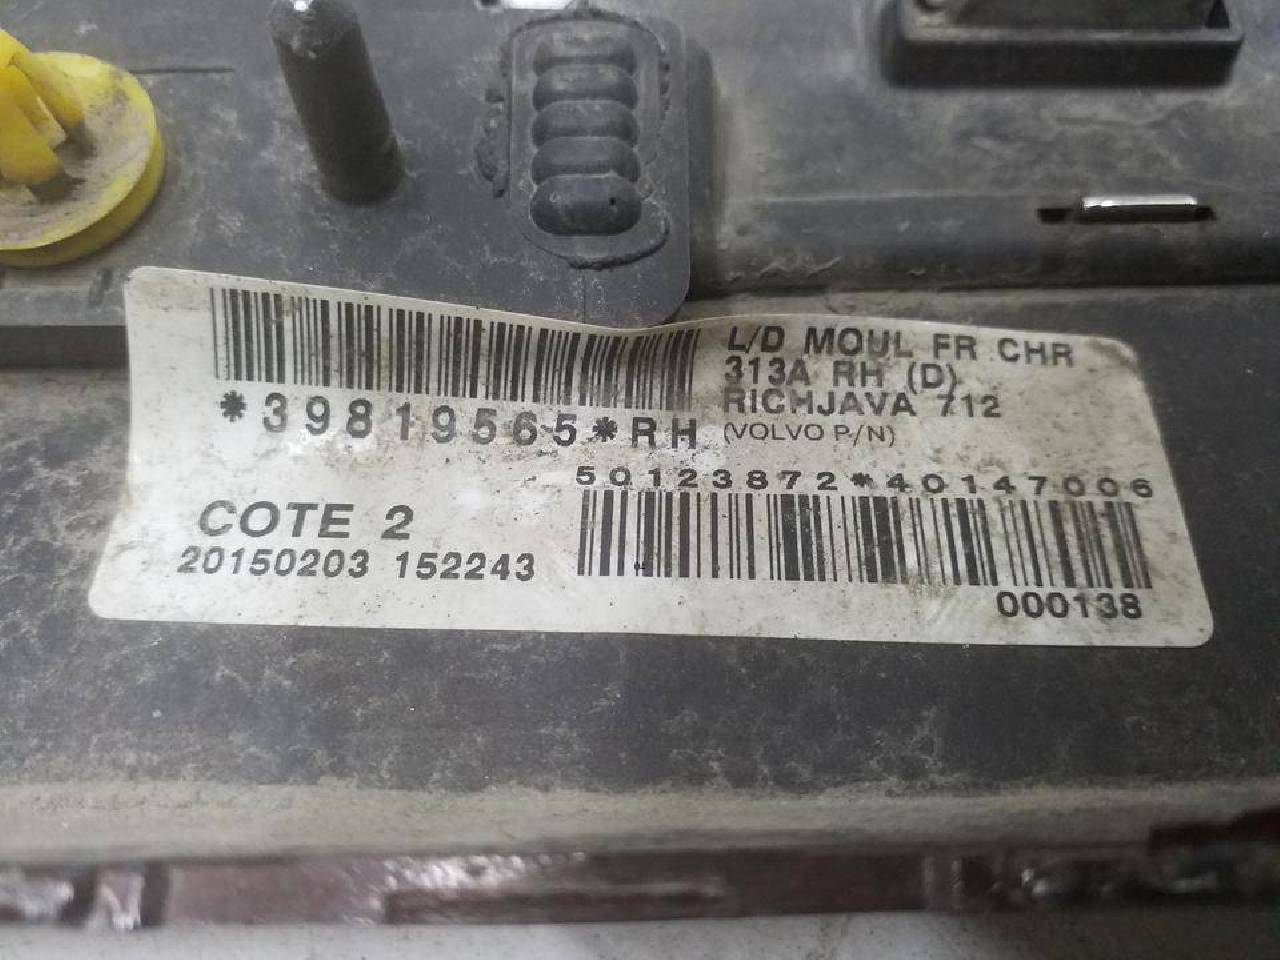 L/D MOUL FR CHR
313A RH (D)
RICHJAVA 712
*39819565*RH (VOLVO P/N)
50123872*40147006
COTE 2
20150203 152243
000138